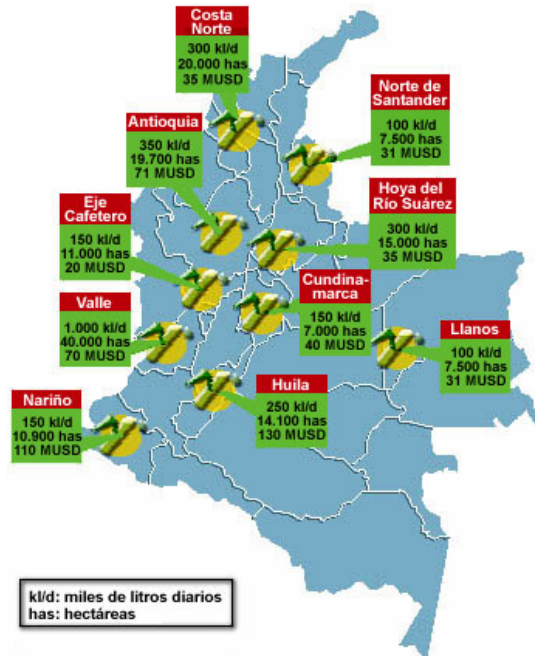 Costa
Norte
300 kl/d
20.000 has
35 MUSD
Norte de
Santander
100 kl/d
7.500 has
31 MUSD
Antioquia
350 kl/d
19.700 has
71 MUSD
Hoya del
Río Suárez
300 kl/d
15.000 has
35 MUSD
Eje
Cafetero
150 kl/d
11.000 has
20 MUSD
Cundina-
marca
150 kl/d
7.000 has
40 MUSD
Valle
1.000 kl/d
40.000 has
70 MUSD
Llanos
100 kl/d
7.500 has
31 MUSD
Huila
250 kl/d
14.100 has
130 MUSD
Nariño
150 kl/d
10.900 has
110 MUSD
kl/d: miles de litros diarios
has: hectáreas